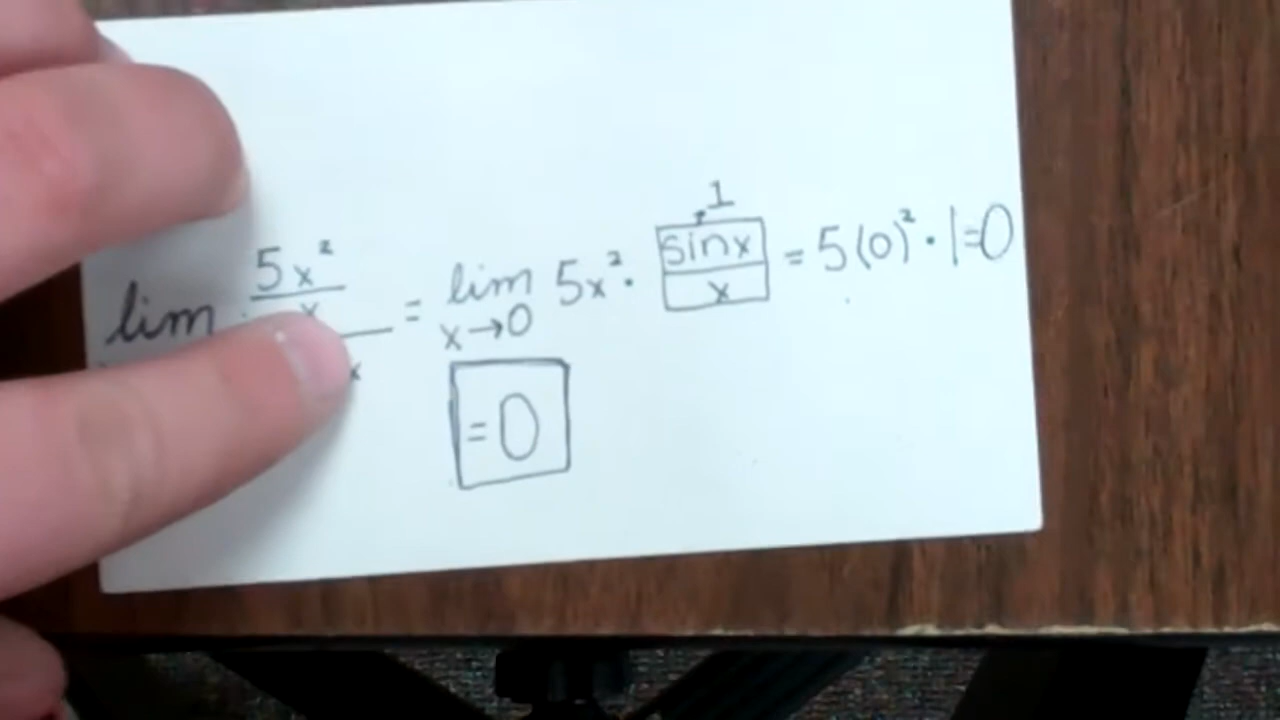 lim 5x²/x = lim x→0 5x² · sinx/x 1 = 5(0)² · 1=0
x
= 0